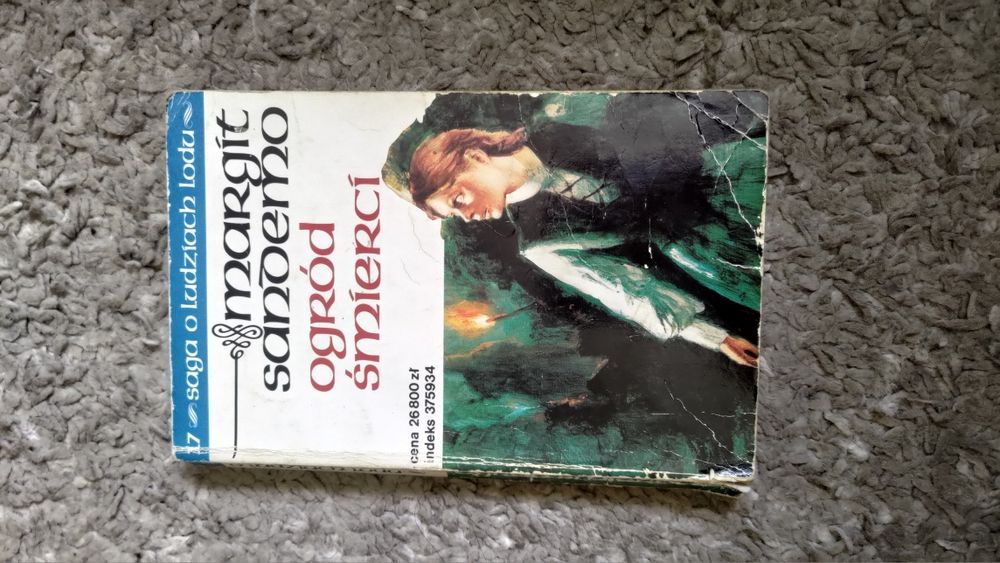 17 saga o ludziach lodu
margit
sandemo
ogród
śmierci
cena 26800 zł
indeks 375934